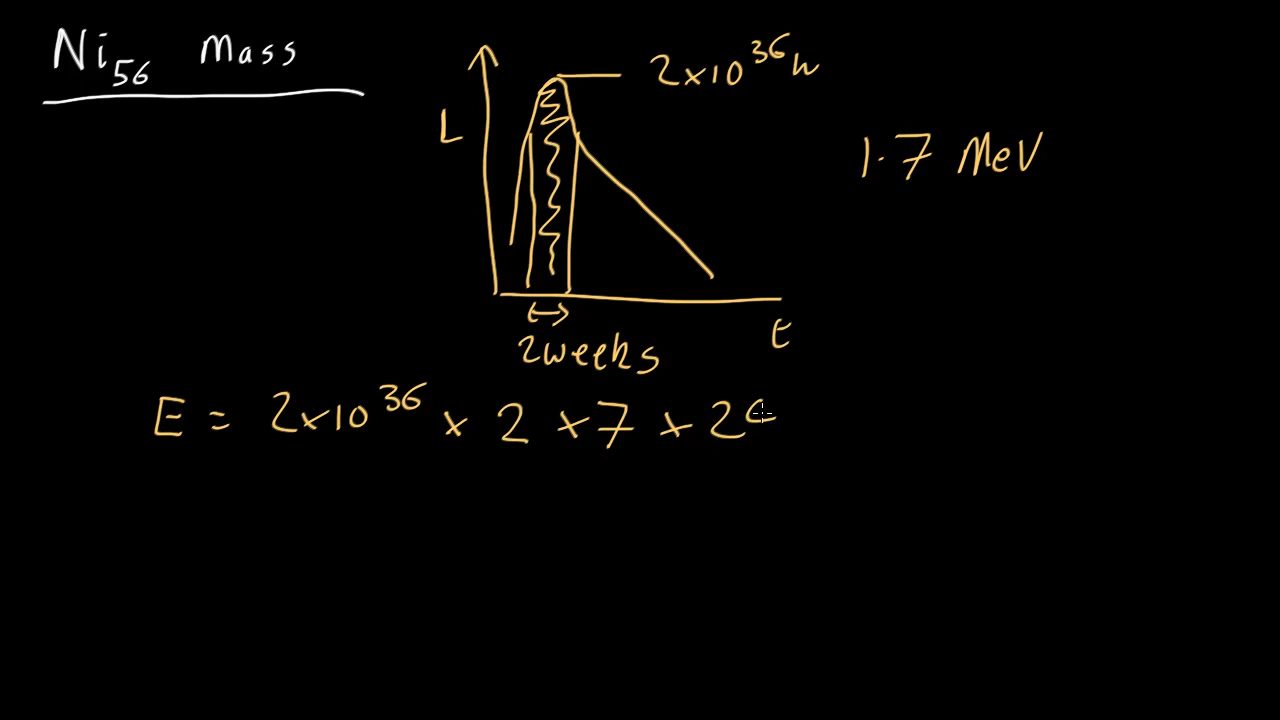 Ni56 Mass
2×10^36 W
L
1.7 MeV
t
2weeks
E = 2×10^36 × 2 × 7 × 2